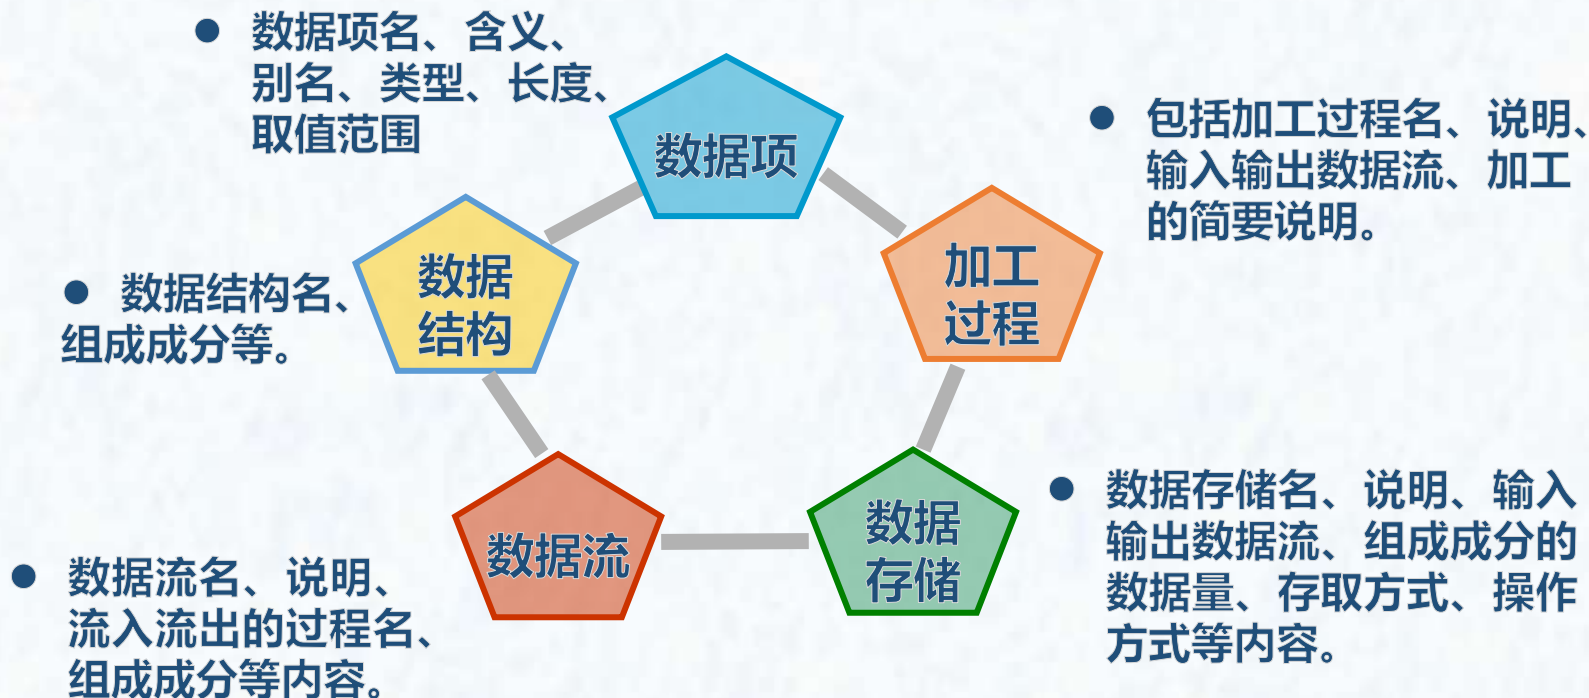 数据项名、含义、
别名、类型、长度、
取值范围
数据项
包括加工过程名、说明、
输入输出数据流、加工
的简要说明。
数据
结构
加工
过程
数据结构名、
组成成分等。
数据流
数据
存储
数据存储名、说明、输入
输出数据流、组成成分的
数据量、存取方式、操作
方式等内容。
数据流名、说明、
流入流出的过程名、
组成成分等内容。